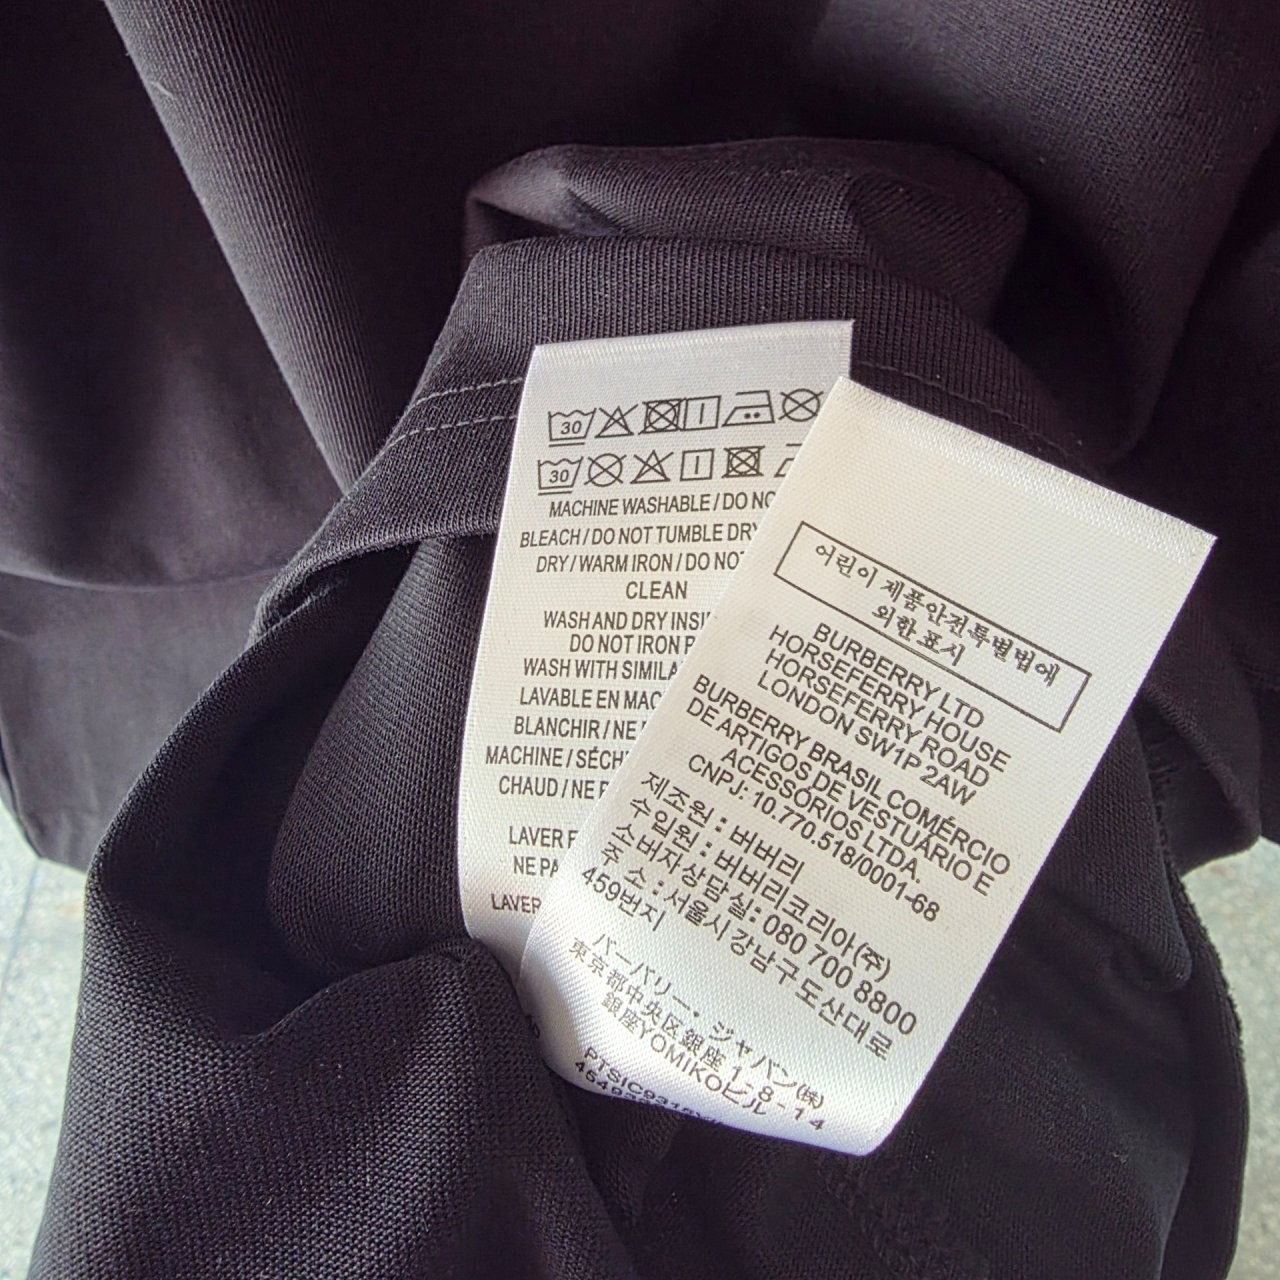 30
30
MACHINE WASHABLE / DO
BLEACH / DO NOT TUMBLE DRY
DRY / WARM IRON / DO NOT
CLEAN
WASH AND DRY
DO NOT IRON
WASH WITH
LAVABLE EN
BLANCHIR / NE
MACHINE /
CHAUD / NE
LAVER
NE
LAVER
어린이제품안전특별법에
외한표시
BURBERRY LTD
HORSEFERRY HOUSE
HORSEFERRY ROAD
LONDON SW1P 2AW
BURBERRY BRASIL COMÉRCIO
DE ARTIGOS DE VESTUÁRIO E
ACESSÓRIOS LTDA.
CNPJ: 10.770.518/0001-68
제조원 : 버버리
수입원 : 버버리코리아(주)
소버자상담실: 080 700 8800
주 소 : 서울시 강남구 도산대로
459번지
バーバリー・ジャパン(株)
東京都中央区銀座 1-8-14
銀座YOMIKOビル